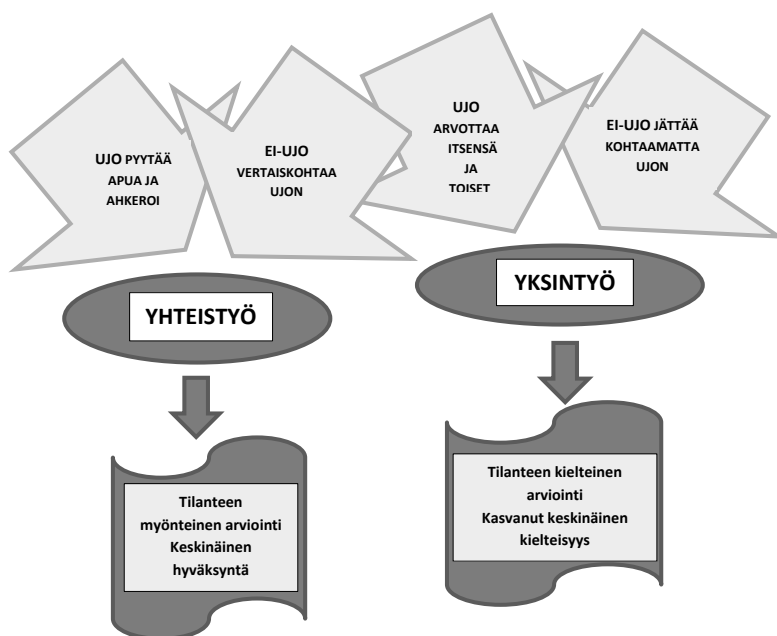 UJO PYYTÄÄ
APUA JA
AHKEROI
EI-UJO
VERTAISKOHTAA
UJON
UJO
ARVOTTAA
ITSENSÄ
JA
TOISET
EI-UJO JÄTTÄÄ
KOHTAAMATTA
UJON
YHTEISTYÖ
YKSINTYÖ
Tilanteen
myönteinen arviointi
Keskinäinen
hyväksyntä
Tilanteen kielteinen
arviointi
Kasvanut keskinäinen
kielteisyys